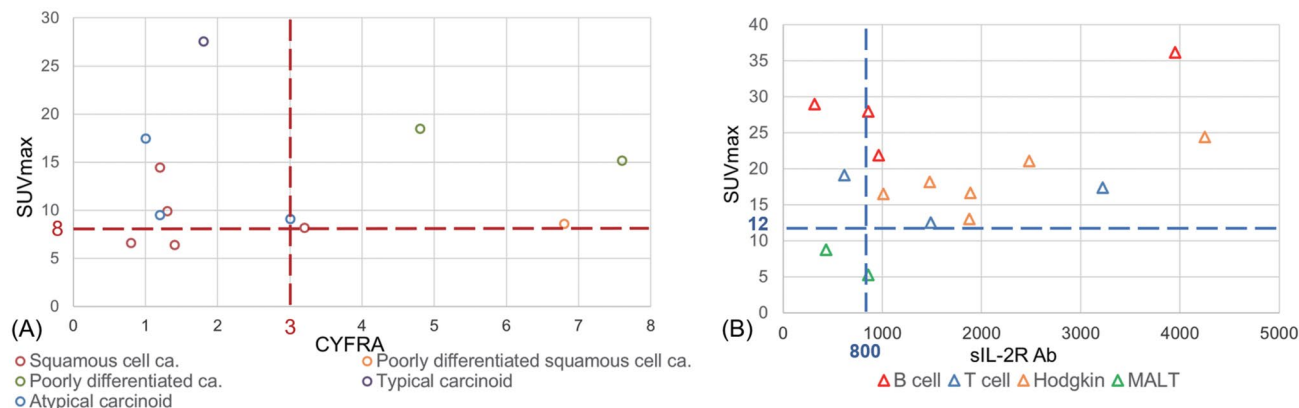 30
25
20
15
10
8
5
0
SUVmax
0 1 2 3 4 5 6 7 8
CYFRA
(A)
Squamous cell ca. Poorly differentiated squamous cell ca.
Poorly differentiated ca. Typical carcinoid
Atypical carcinoid
40
35
30
25
20
15
12
10
5
0
SUVmax
0 1000 2000 3000 4000 5000
800 sIL-2R Ab
(B)
B cell T cell Hodgkin MALT